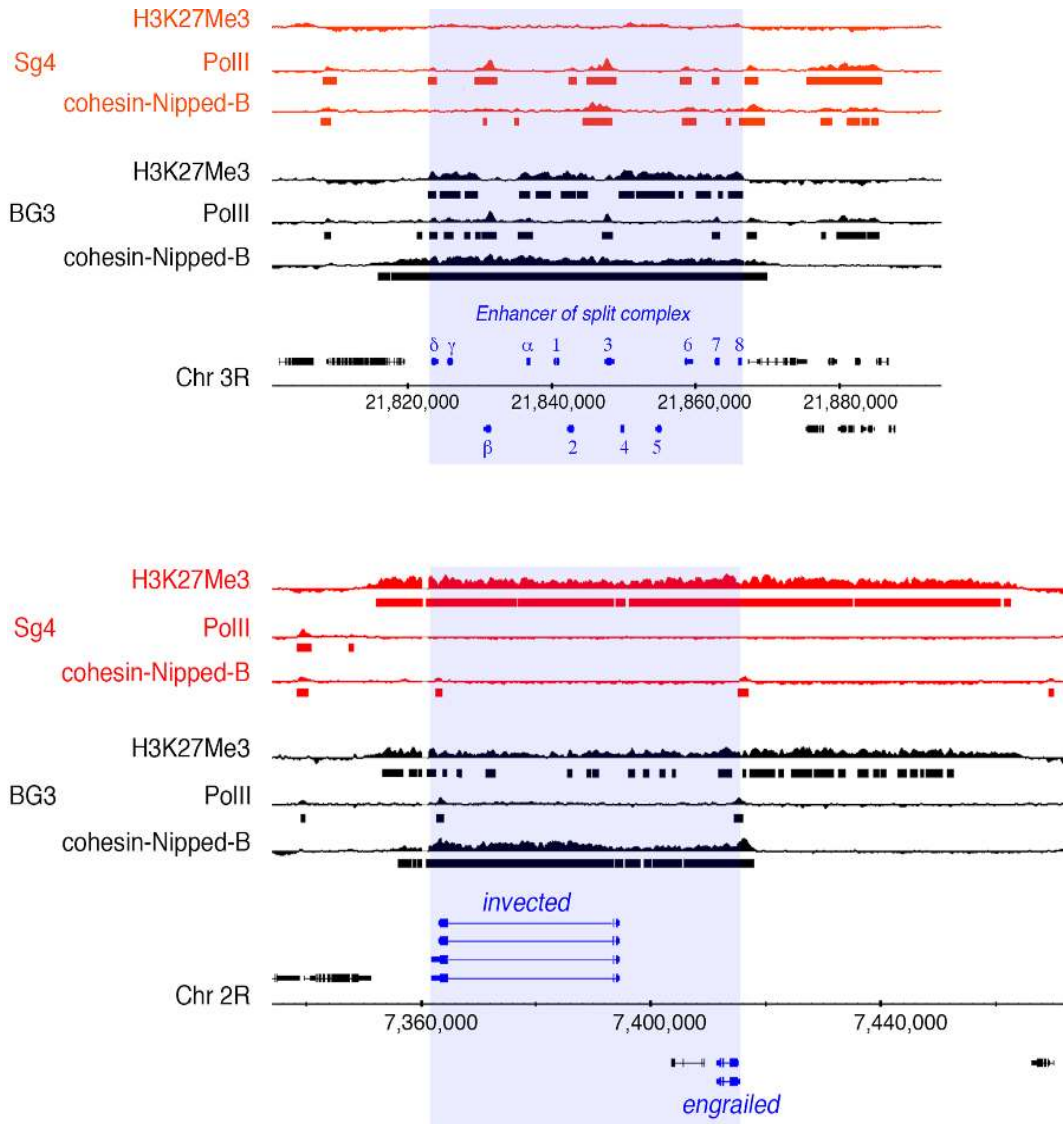 H3K27Me3
Sg4 PolII
cohesin-Nipped-B
H3K27Me3
BG3 PolII
cohesin-Nipped-B
Enhancer of split complex
δ γ α 1 3 6 7 8
Chr 3R
21,820,000 21,840,000 21,860,000 21,880,000
β 2 4 5
H3K27Me3
Sg4 PolII
cohesin-Nipped-B
H3K27Me3
BG3 PolII
cohesin-Nipped-B
invected
Chr 2R
7,360,000 7,400,000 7,440,000
engrailed